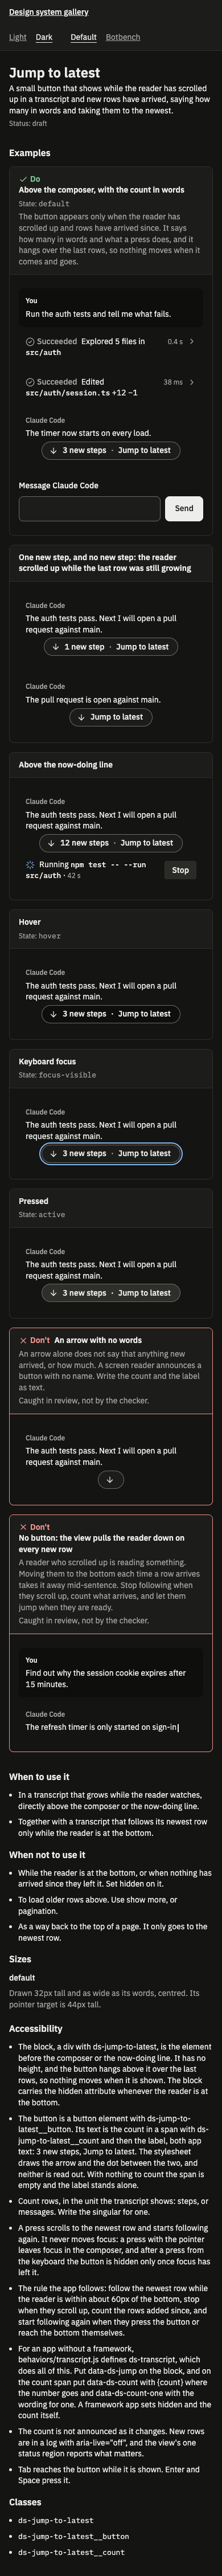 Design system gallery
Light Dark Default Botbench
Jump to latest
A small button that shows while the reader has scrolled
up in a transcript and new rows have arrived, saying how
many in words and taking them to the newest.
Status: draft
Examples
Do
Above the composer, with the count in words
State: default
The button appears only when the reader has
scrolled up and rows have arrived since. It says
how many in words and what a press does, and it
hangs over the last rows, so nothing moves when it
comes and goes.
You
Run the auth tests and tell me what fails.
Succeeded Explored 5 files in 0.4 s
src/auth
Succeeded Edited 38 ms
src/auth/session.ts +12 −1
Claude Code
The timer now starts on every load.
3 new steps · Jump to latest
Message Claude Code
Send
One new step, and no new step: the reader
scrolled up while the last row was still growing
Claude Code
The auth tests pass. Next I will open a pull
request against main.
1 new step · Jump to latest
Claude Code
The pull request is open against main.
Jump to latest
Above the now-doing line
Claude Code
The auth tests pass. Next I will open a pull
request against main.
12 new steps · Jump to latest
Running npm test -- --run
src/auth · 42 s
Stop
Hover
State: hover
Claude Code
The auth tests pass. Next I will open a pull
request against main.
3 new steps · Jump to latest
Keyboard focus
State: focus-visible
Claude Code
The auth tests pass. Next I will open a pull
request against main.
3 new steps · Jump to latest
Pressed
State: active
Claude Code
The auth tests pass. Next I will open a pull
request against main.
3 new steps · Jump to latest
Don't An arrow with no words
An arrow alone does not say that anything new
arrived, or how much. A screen reader announces a
button with no name. Write the count and the label
as text.
Caught in review, not by the checker.
Claude Code
The auth tests pass. Next I will open a pull
request against main.
Don't
No button: the view pulls the reader down on
every new row
A reader who scrolled up is reading something.
Moving them to the bottom each time a row arrives
takes it away mid-sentence. Stop following when
they scroll up, count what arrives, and let them
jump when they are ready.
Caught in review, not by the checker.
You
Find out why the session cookie expires after
15 minutes.
Claude Code
The refresh timer is only started on sign-in
When to use it
In a transcript that grows while the reader watches,
directly above the composer or the now-doing line.
Together with a transcript that follows its newest row
only while the reader is at the bottom.
When not to use it
While the reader is at the bottom, or when nothing has
arrived since they left it. Set hidden on it.
To load older rows above. Use show more, or
pagination.
As a way back to the top of a page. It only goes to the
newest row.
Sizes
default
Drawn 32px tall and as wide as its words, centred. Its
pointer target is 44px tall.
Accessibility
The block, a div with ds-jump-to-latest, is the element
before the composer or the now-doing line. It has no
height, and the button hangs above it over the last
rows, so nothing moves when it is shown. The block
carries the hidden attribute whenever the reader is at
the bottom.
The button is a button element with ds-jump-to-
latest__button. Its text is the count in a span with ds-
jump-to-latest__count and then the label, both app
text: 3 new steps, Jump to latest. The stylesheet
draws the arrow and the dot between the two, and
neither is read out. With nothing to count the span is
empty and the label stands alone.
Count rows, in the unit the transcript shows: steps, or
messages. Write the singular for one.
A press scrolls to the newest row and starts following
again. It never moves focus: a press with the pointer
leaves focus in the composer, and after a press from
the keyboard the button is hidden only once focus has
left it.
The rule the app follows: follow the newest row while
the reader is within about 60px of the bottom, stop
when they scroll up, count the rows added since, and
start following again when they press the button or
reach the bottom themselves.
For an app without a framework,
behaviors/transcript.js defines ds-transcript, which
does all of this. Put data-ds-jump on the block, and on
the count span put data-ds-count with {count} where
the number goes and data-ds-count-one with the
wording for one. A framework app sets hidden and the
count itself.
The count is not announced as it changes. New rows
are in a log with aria-live="off", and the view's one
status region reports what matters.
Tab reaches the button while it is shown. Enter and
Space press it.
Classes
ds-jump-to-latest
ds-jump-to-latest__button
ds-jump-to-latest__count